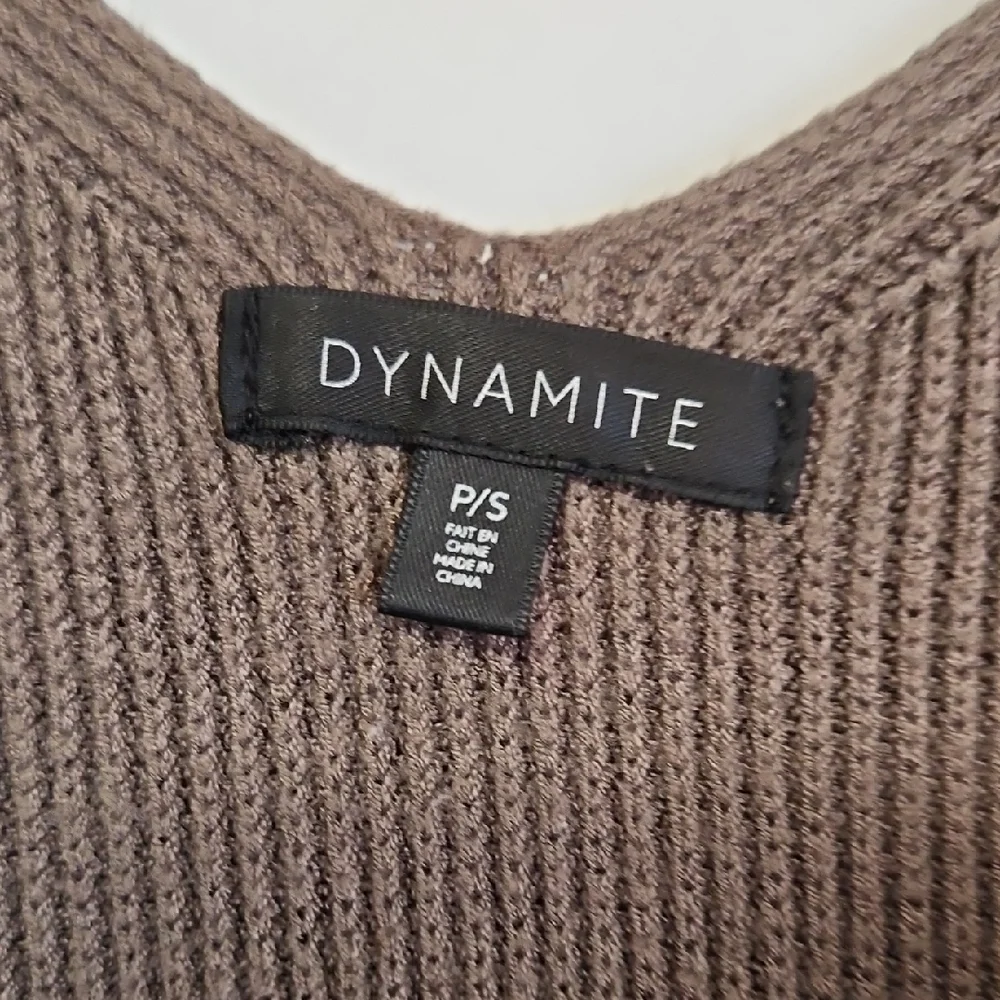 DYNAMITE
P/S
FAIT EN
CHINE
MADE IN
CHINA